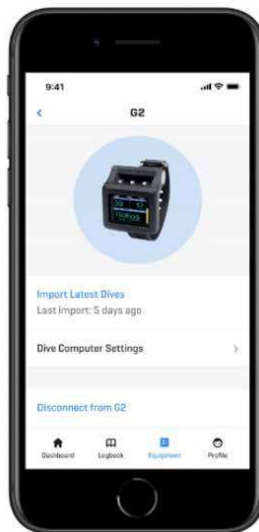 9:41
G2
Import Latest Dives
Last import: 5 days ago
Dive Computer Settings
Disconnect from G2
Dashboard Logbook Equipment Profile